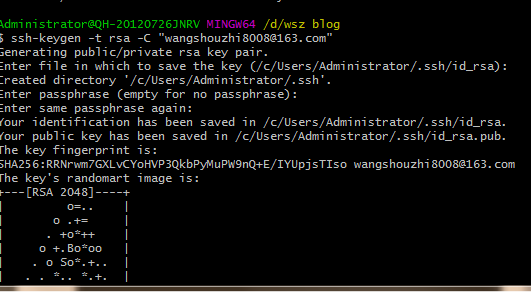 Administrator@QH-20120726JNRV MINGW64 /d/wsz blog
$ ssh-keygen -t rsa -C "wangshouzhi8008@163.com"
Generating public/private rsa key pair.
Enter file in which to save the key (/c/Users/Administrator/.ssh/id_rsa):
Created directory '/c/Users/Administrator/.ssh'.
Enter passphrase (empty for no passphrase):
Enter same passphrase again:
Your identification has been saved in /c/Users/Administrator/.ssh/id_rsa.
Your public key has been saved in /c/Users/Administrator/.ssh/id_rsa.pub.
The key fingerprint is:
SHA256:RRNrwm7GXLvCYoHVP3QkbPyMuPW9nQ+E/IYUpjsTIso wangshouzhi8008@163.com
The key's randomart image is:
+---[RSA 2048]----+
|        o=..     |
|      o .+=      |
|     . +o*++     |
|    o +.Bo*oo    |
|   . o So*.+..   |
|  . . *.. *.+.   |